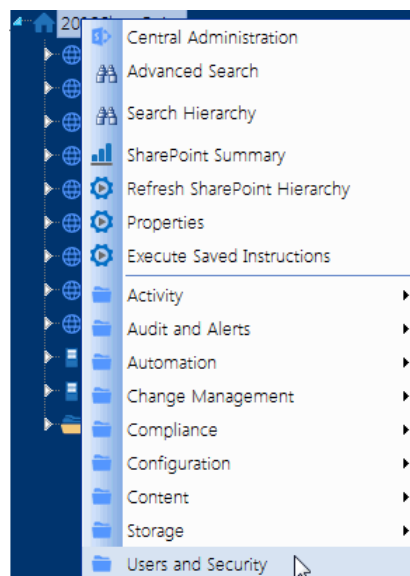 Central Administration
Advanced Search
Search Hierarchy
SharePoint Summary
Refresh SharePoint Hierarchy
Properties
Execute Saved Instructions
Activity
Audit and Alerts
Automation
Change Management
Compliance
Configuration
Content
Storage
Users and Security